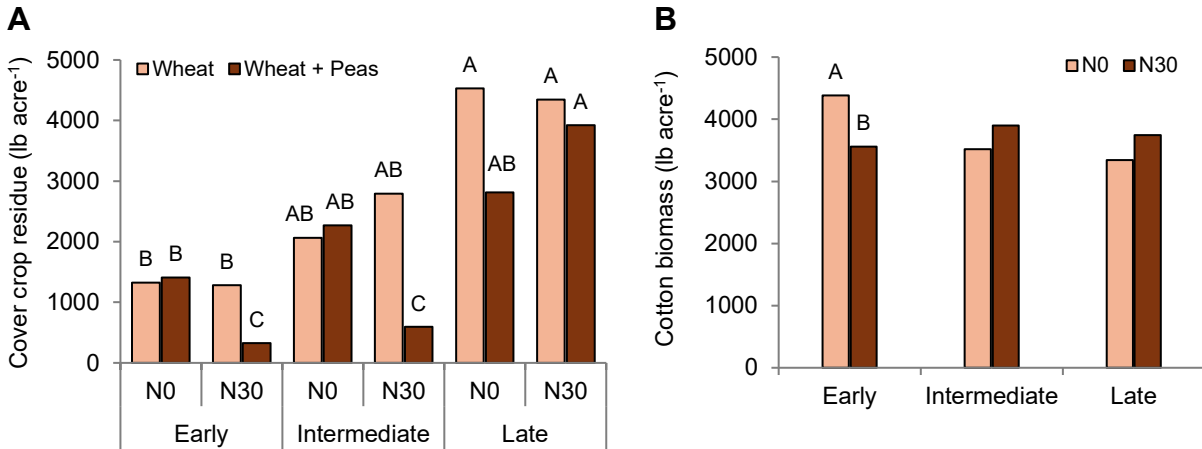 A
Cover crop residue (lb acre-1)
5000
4000
3000
2000
1000
0
Wheat
Wheat + Peas
B
B
B
C
AB
AB
AB
C
A
AB
A
A
N0
N30
N0
N30
N0
N30
Early
Intermediate
Late
B
Cotton biomass (lb acre-1)
5000
4000
3000
2000
1000
0
N0
N30
A
B
Early
Intermediate
Late